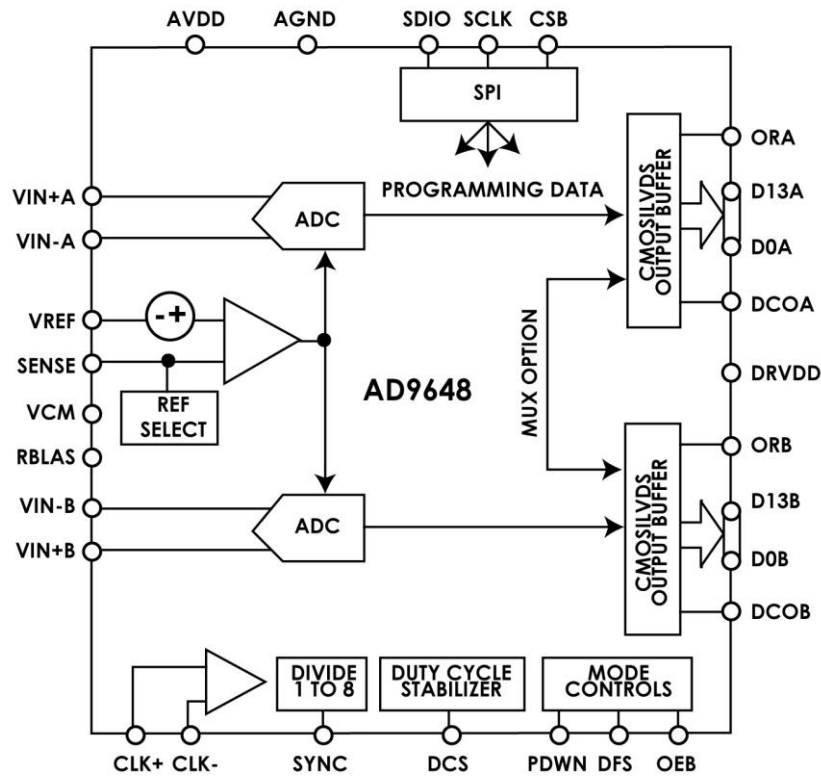 AVDD AGND SDIO SCLK CSB
SPI
PROGRAMMING DATA
VIN+A
VIN-A
ADC
VREF
-+
SENSE
REF
SELECT
VCM
RBLAS
VIN-B
VIN+B
ADC
AD9648
MUX OPTION
CMOSILVDS
OUTPUT BUFFER
ORA
D13A
D0A
DCOA
DRVDD
CMOSILVDS
OUTPUT BUFFER
ORB
D13B
D0B
DCOB
DIVIDE
1 TO 8
DUTY CYCLE
STABILIZER
MODE
CONTROLS
CLK+ CLK- SYNC DCS PDWN DFS OEB